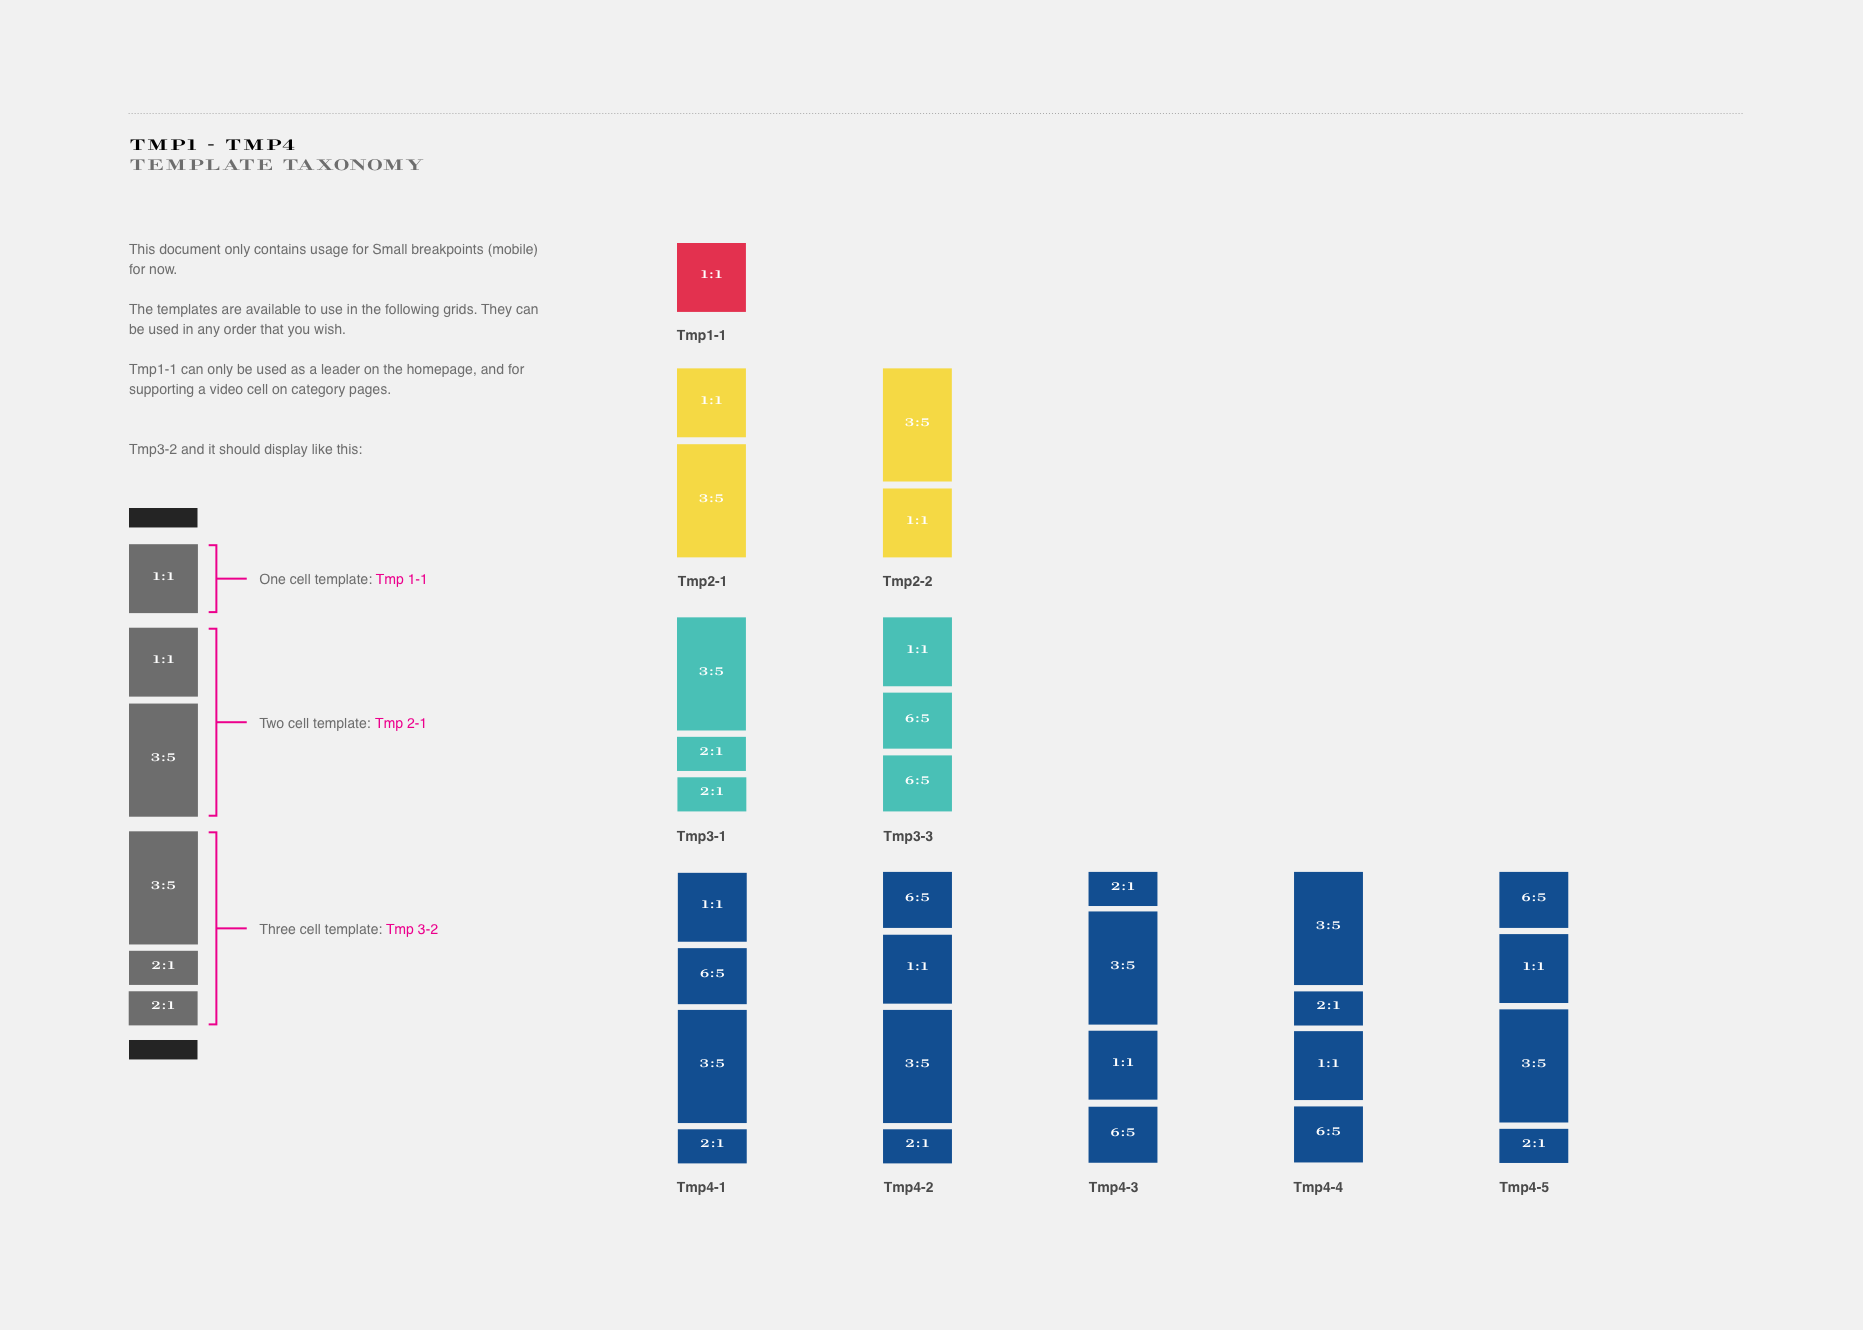 TMP1 - TMP4
TEMPLATE TAXONOMY
This document only contains usage for Small breakpoints (mobile)
for now.
The templates are available to use in the following grids. They can
be used in any order that you wish.
Tmp1-1 can only be used as a leader on the homepage, and for
supporting a video cell on category pages.
Tmp3-2 and it should display like this:
1:1
One cell template: Tmp 1-1
1:1
3:5
Two cell template: Tmp 2-1
3:5
2:1
2:1
Three cell template: Tmp 3-2
1:1
Tmp1-1
1:1
3:5
Tmp2-1
3:5
1:1
Tmp2-2
3:5
2:1
2:1
Tmp3-1
1:1
6:5
6:5
Tmp3-3
1:1
6:5
3:5
2:1
Tmp4-1
6:5
1:1
3:5
2:1
Tmp4-2
2:1
3:5
1:1
6:5
Tmp4-3
3:5
2:1
1:1
6:5
Tmp4-4
6:5
1:1
3:5
2:1
Tmp4-5